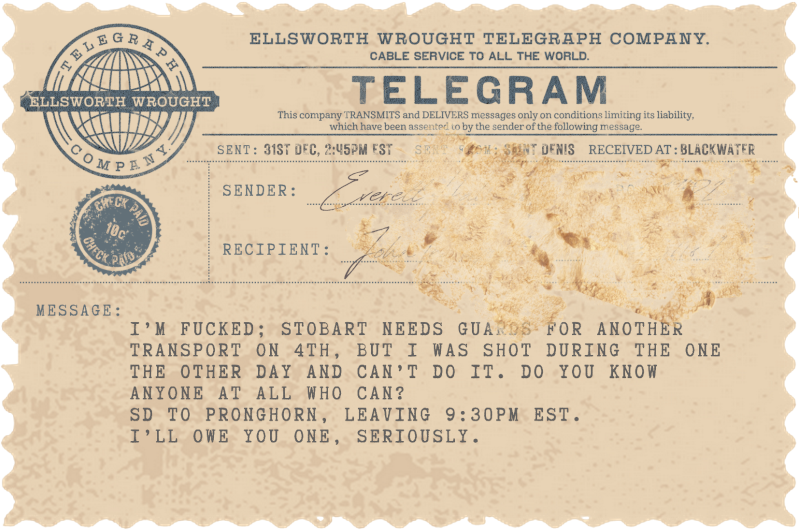 TELEGRAPH
ELLSWORTH WROUGHT
COMPANY
ELLSWORTH WROUGHT TELEGRAPH COMPANY.
CABLE SERVICE TO ALL THE WORLD.
TELEGRAM
This company TRANSMITS and DELIVERS messages only on conditions limiting its liability,
which have been assented to by the sender of the following message.
SENT: 31ST DEC, 2:45PM EST SENT FROM: SAINT DENIS RECEIVED AT: BLACKWATER
CHECK PAID
10c
CHECK PAID
SENDER:
RECIPIENT: John
MESSAGE:
I'M FUCKED; STOBART NEEDS GUARDS FOR ANOTHER
TRANSPORT ON 4TH, BUT I WAS SHOT DURING THE ONE
THE OTHER DAY AND CAN'T DO IT. DO YOU KNOW
ANYONE AT ALL WHO CAN?
SD TO PRONGHORN, LEAVING 9:30PM EST.
I'LL OWE YOU ONE, SERIOUSLY.